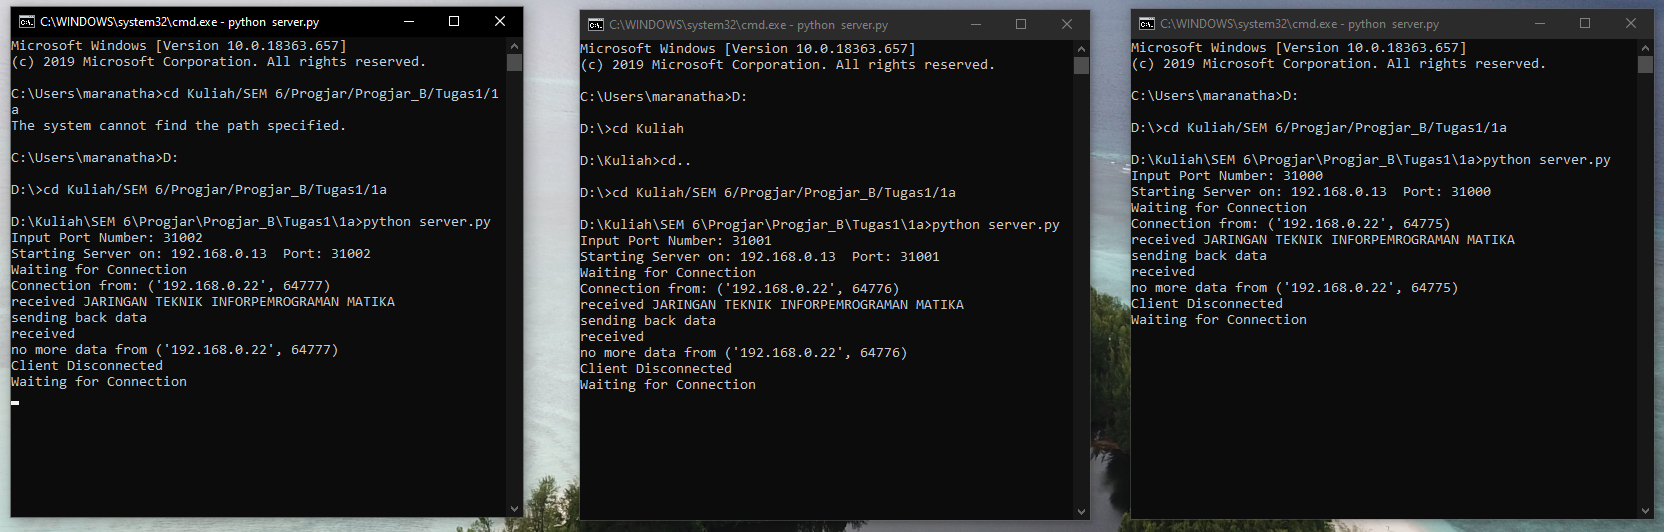 C:\WINDOWS\system32\cmd.exe - python  server.py
Microsoft Windows [Version 10.0.18363.657]
(c) 2019 Microsoft Corporation. All rights reserved.
C:\Users\maranatha>cd Kuliah/SEM 6/Progjar/Progjar_B/Tugas1/1
a
The system cannot find the path specified.
C:\Users\maranatha>D:
D:\>cd Kuliah/SEM 6/Progjar/Progjar_B/Tugas1/1a
D:\Kuliah\SEM 6\Progjar\Progjar_B\Tugas1\1a>python server.py
Input Port Number: 31002
Starting Server on: 192.168.0.13  Port: 31002
Waiting for Connection
Connection from: ('192.168.0.22', 64777)
received JARINGAN TEKNIK INFORPEMROGRAMAN MATIKA
sending back data
received
no more data from ('192.168.0.22', 64777)
Client Disconnected
Waiting for Connection
C:\WINDOWS\system32\cmd.exe - python  server.py
Microsoft Windows [Version 10.0.18363.657]
(c) 2019 Microsoft Corporation. All rights reserved.
C:\Users\maranatha>D:
D:\>cd Kuliah
D:\Kuliah>cd..
D:\>cd Kuliah/SEM 6/Progjar/Progjar_B/Tugas1/1a
D:\Kuliah\SEM 6\Progjar\Progjar_B\Tugas1\1a>python server.py
Input Port Number: 31001
Starting Server on: 192.168.0.13  Port: 31001
Waiting for Connection
Connection from: ('192.168.0.22', 64776)
received JARINGAN TEKNIK INFORPEMROGRAMAN MATIKA
sending back data
received
no more data from ('192.168.0.22', 64776)
Client Disconnected
Waiting for Connection
C:\WINDOWS\system32\cmd.exe - python  server.py
Microsoft Windows [Version 10.0.18363.657]
(c) 2019 Microsoft Corporation. All rights reserved.
C:\Users\maranatha>D:
D:\>cd Kuliah/SEM 6/Progjar/Progjar_B/Tugas1/1a
D:\Kuliah\SEM 6\Progjar\Progjar_B\Tugas1\1a>python server.py
Input Port Number: 31000
Starting Server on: 192.168.0.13  Port: 31000
Waiting for Connection
Connection from: ('192.168.0.22', 64775)
received JARINGAN TEKNIK INFORPEMROGRAMAN MATIKA
sending back data
received
no more data from ('192.168.0.22', 64775)
Client Disconnected
Waiting for Connection